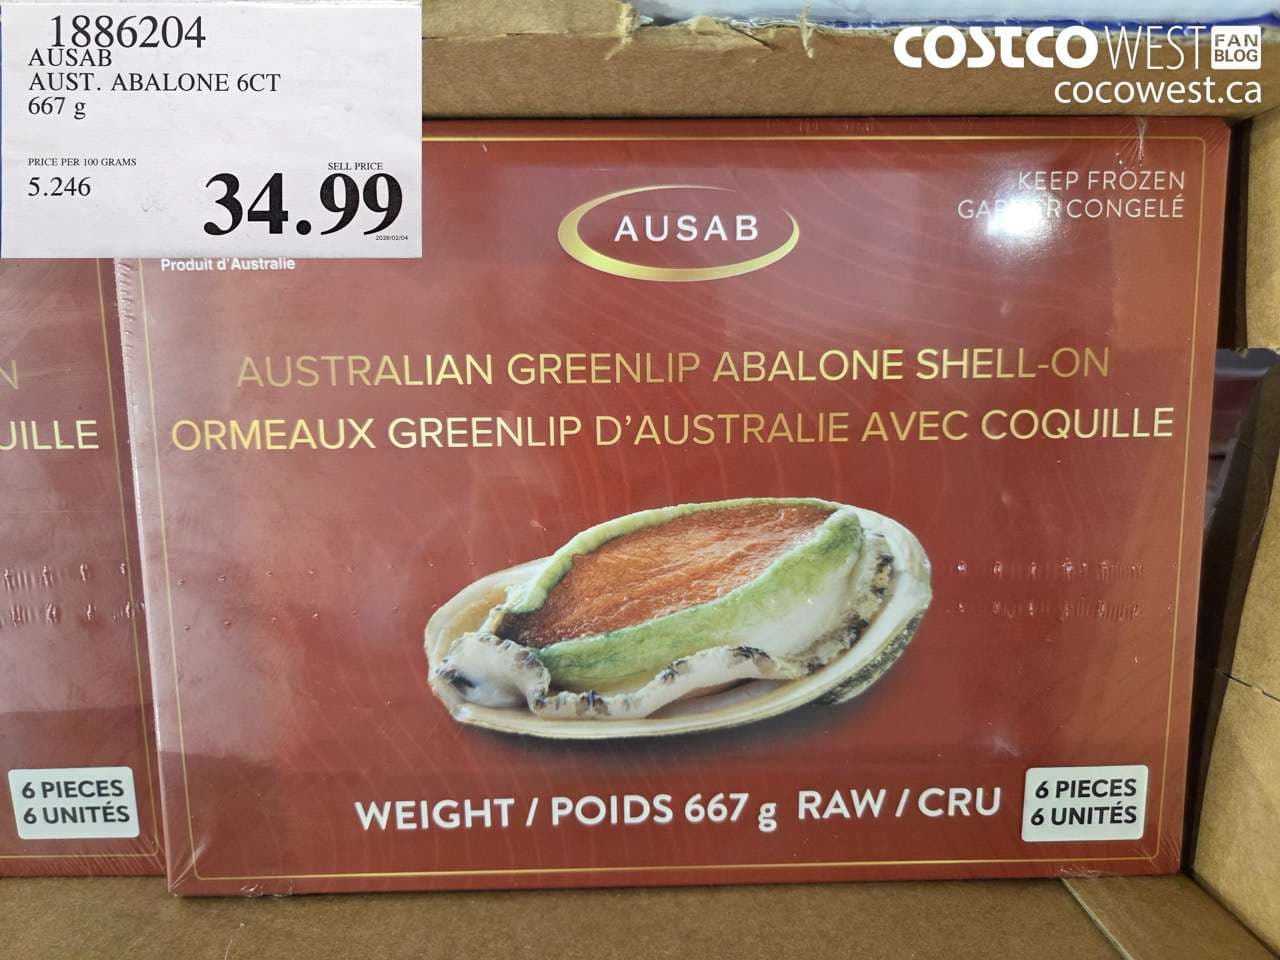 1886204
AUSAB
AUST. ABALONE 6CT
667 g
PRICE PER 100 GRAMS
5.246
SELL PRICE
34.99
2026/02/04
COSTCO WEST FAN BLOG
cocowest.ca
KEEP FROZEN
CONGELÉ
AUSAB
Produit d'Australie
AUSTRALIAN GREENLIP ABALONE SHELL-ON
ORMEAUX GREENLIP D'AUSTRALIE AVEC COQUILLE
WEIGHT / POIDS 667 g RAW / CRU
6 PIECES
6 UNITÉS
6 PIECES
6 UNITÉS